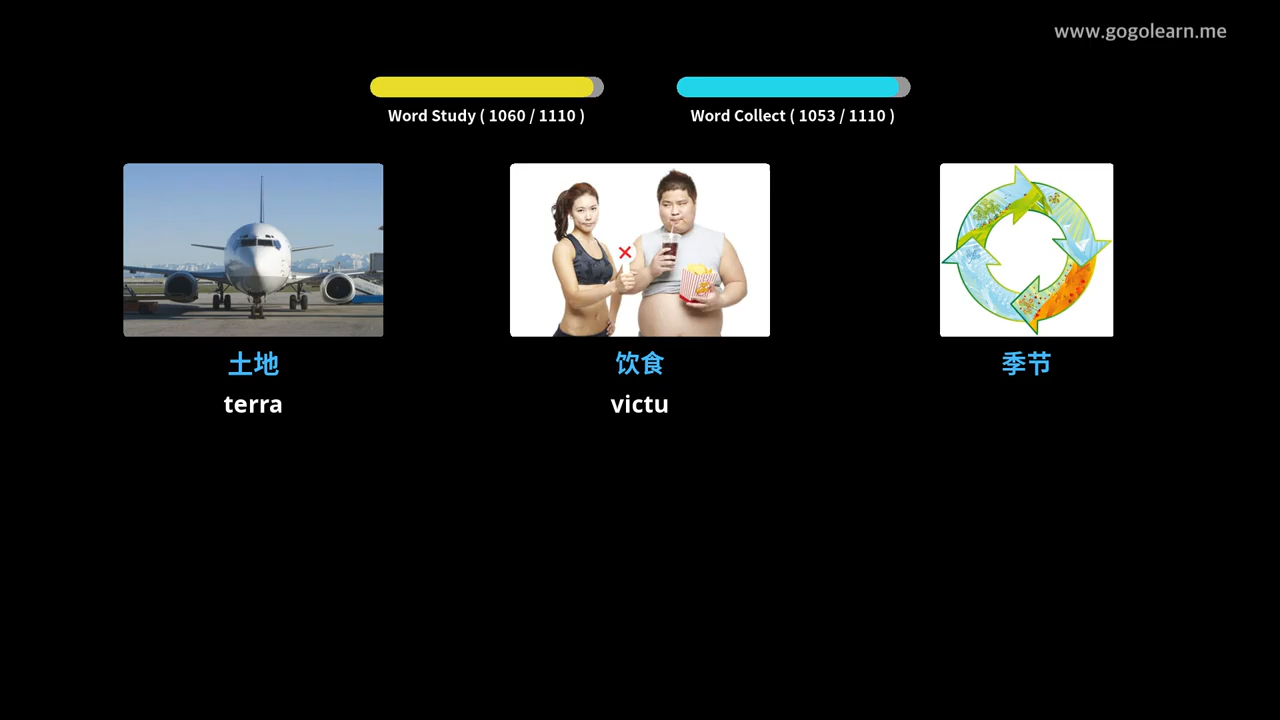 www.gogolearn.me
Word Study ( 1060 / 1110 )
Word Collect ( 1053 / 1110 )
土地
饮食
季节
terra
victu